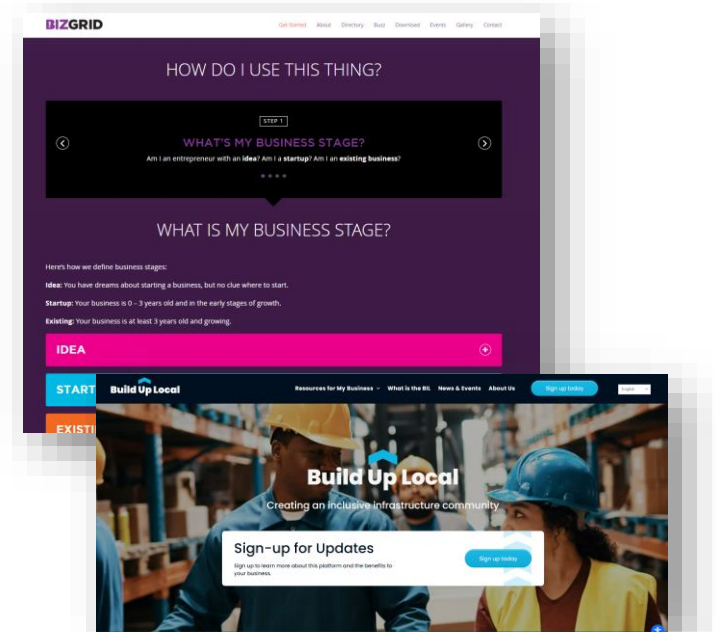 BIZGRID
Get Started About Directory Buzz Download Events Gallery Contact
HOW DO I USE THIS THING?
STEP 1
WHAT'S MY BUSINESS STAGE?
Am I an entrepreneur with an idea? Am I a startup? Am I an existing business?
WHAT IS MY BUSINESS STAGE?
Here's how we define business stages:
Idea: You have dreams about starting a business, but no clue where to start.
Startup: Your business is 0 – 3 years old and in the early stages of growth.
Existing: Your business is at least 3 years old and growing.
IDEA
START
EXISTI
Build Up Local
Resources for My Business What is the BIL News & Events About Us Sign up today English
Build Up Local
Creating an inclusive infrastructure community
Sign-up for Updates
Sign up to learn more about this platform and the benefits to
your business.
Sign up today